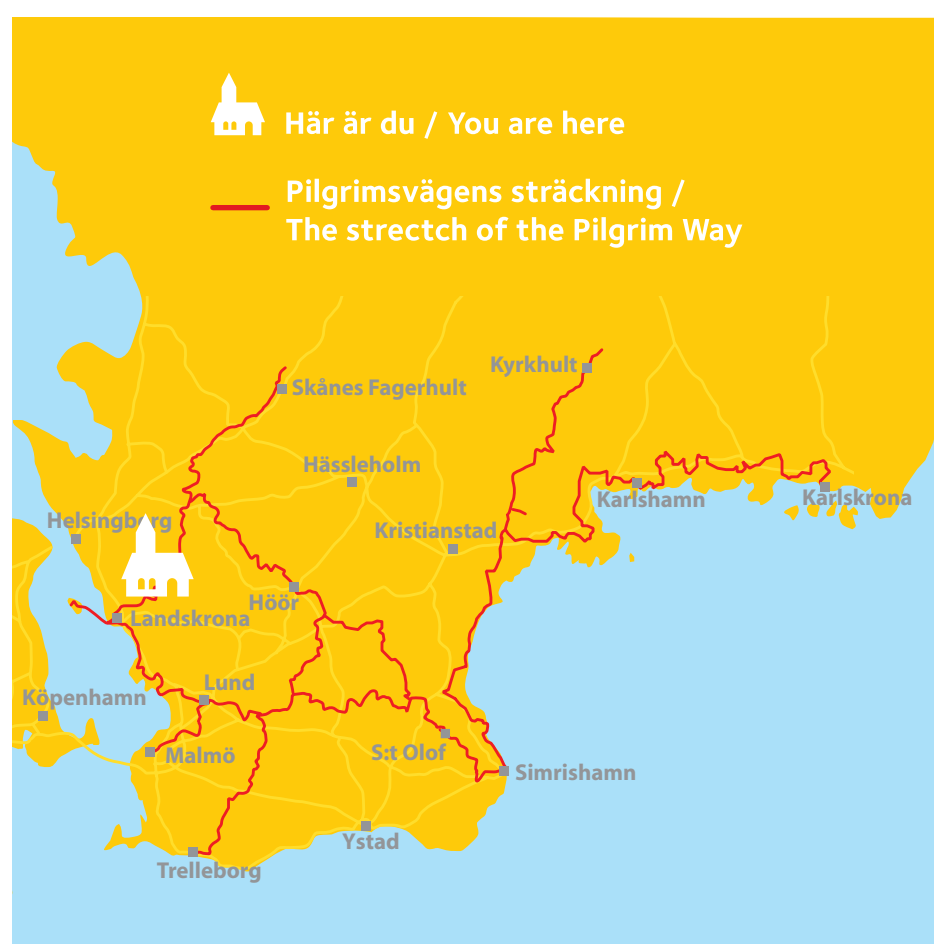 Här är du / You are here
Pilgrimsvägens sträckning /
The strectch of the Pilgrim Way
Kyrkhult
Skånes Fagerhult
Hässleholm
Karlshamn
Karlskrona
Helsingborg
Kristianstad
Höör
Landskrona
Lund
Köpenhamn
Malmö
S:t Olof
Simrishamn
Ystad
Trelleborg